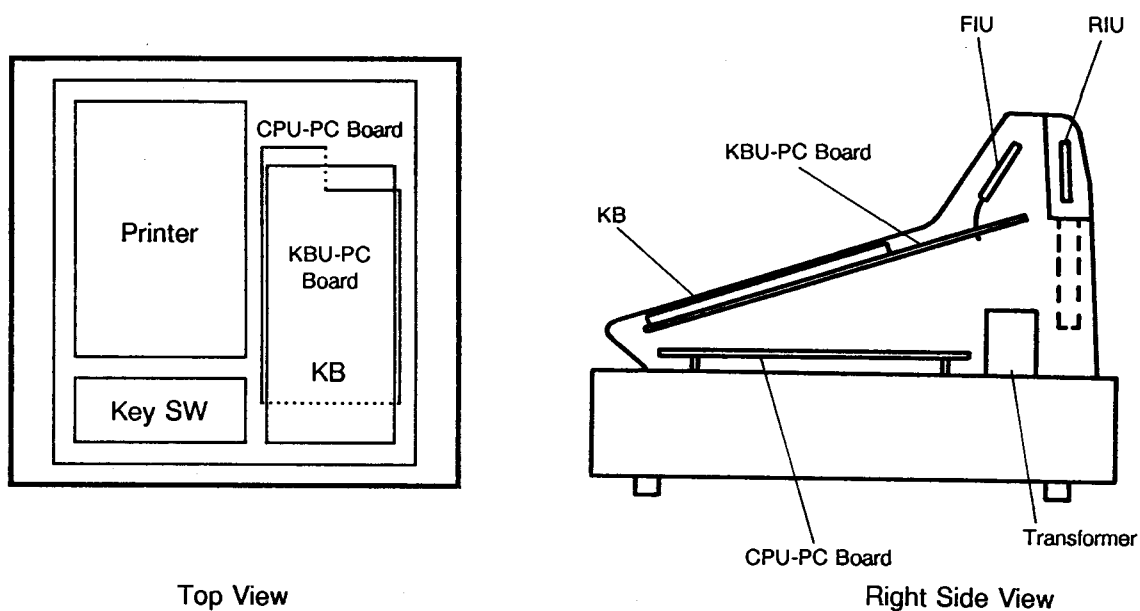 CPU-PC Board
Printer
KBU-PC
Board
KB
Key SW
Top View
FIU
RIU
KBU-PC Board
KB
Transformer
CPU-PC Board
Right Side View